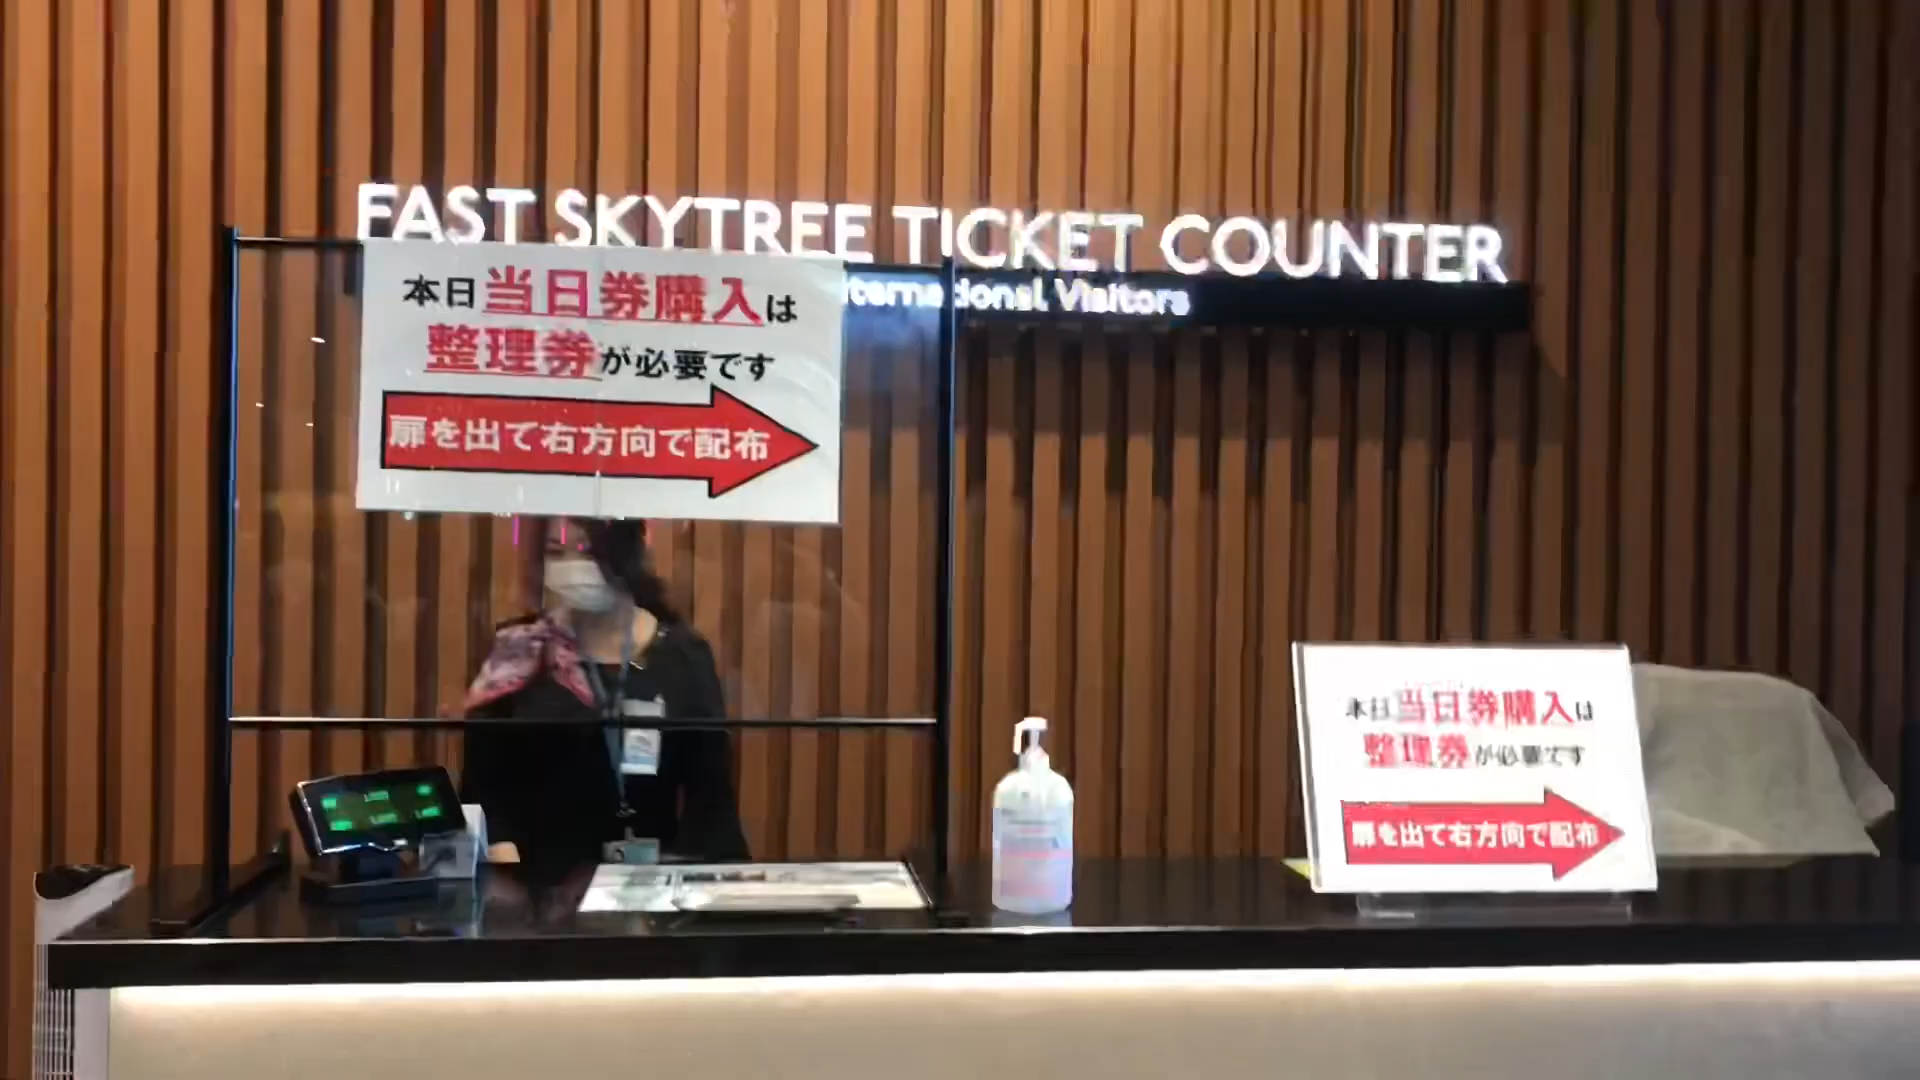 FAST SKYTREE TICKET COUNTER
International Visitors
本日当日券購入は
整理券が必要です
扉を出て右方向で配布
本日当日券購入は
整理券が必要です
扉を出て右方向で配布